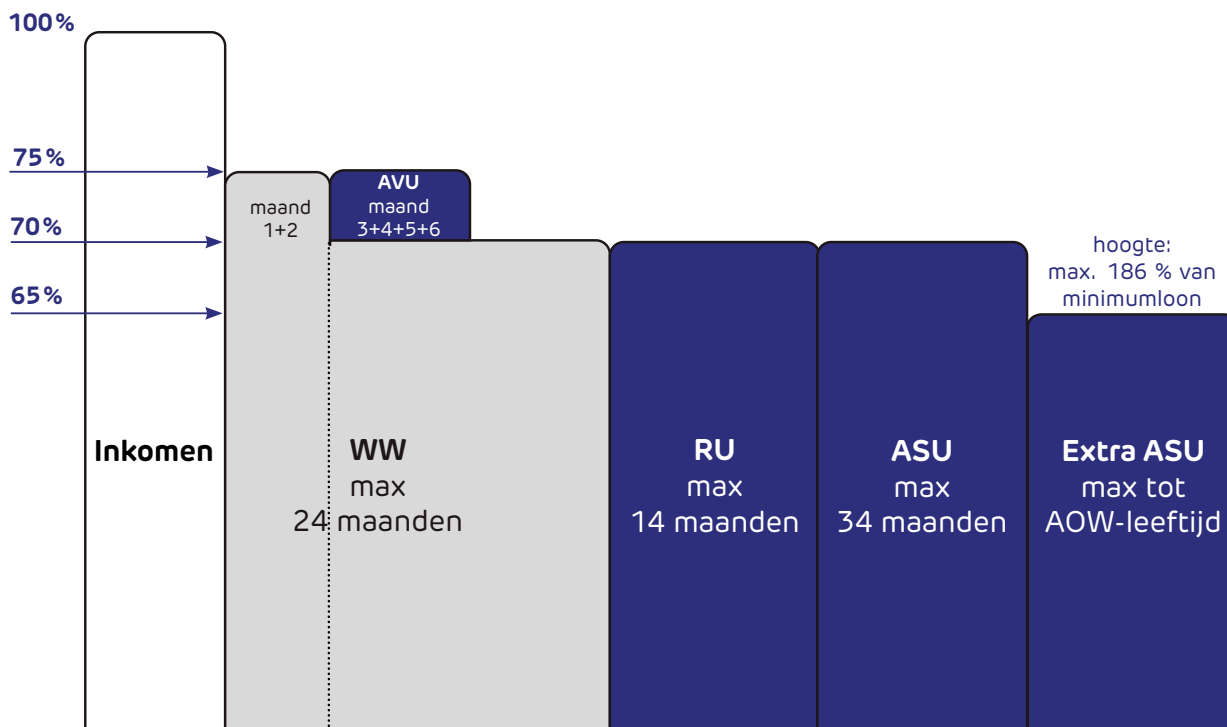 100%
75%
70%
65%
maand
1+2
AVU
maand
3+4+5+6
hoogte:
max. 186 % van
minimumloon
Inkomen
WW
max
24 maanden
RU
max
14 maanden
ASU
max
34 maanden
Extra ASU
max tot
AOW-leeftijd